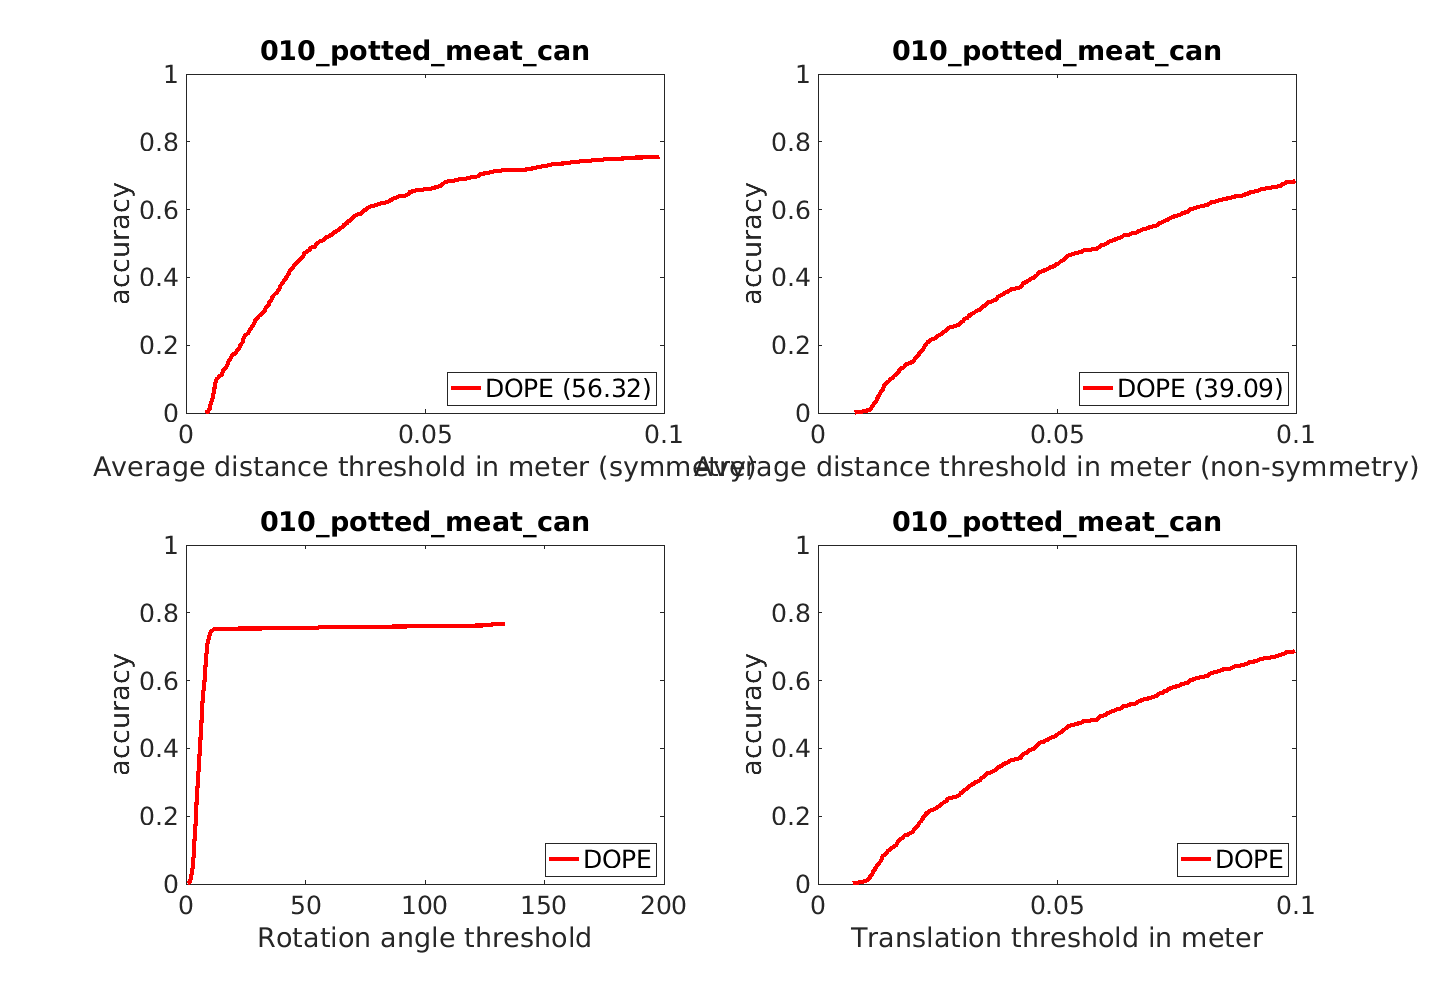 010_potted_meat_can
1
0.8
0.6
0.4
0.2
0
accuracy
DOPE (56.32)
0
0.05
0.1
Average distance threshold in meter (symmetry)
010_potted_meat_can
1
0.8
0.6
0.4
0.2
0
accuracy
DOPE (39.09)
0
0.05
0.1
Average distance threshold in meter (non-symmetry)
010_potted_meat_can
1
0.8
0.6
0.4
0.2
0
accuracy
DOPE
0
50
100
150
200
Rotation angle threshold
010_potted_meat_can
1
0.8
0.6
0.4
0.2
0
accuracy
DOPE
0
0.05
0.1
Translation threshold in meter